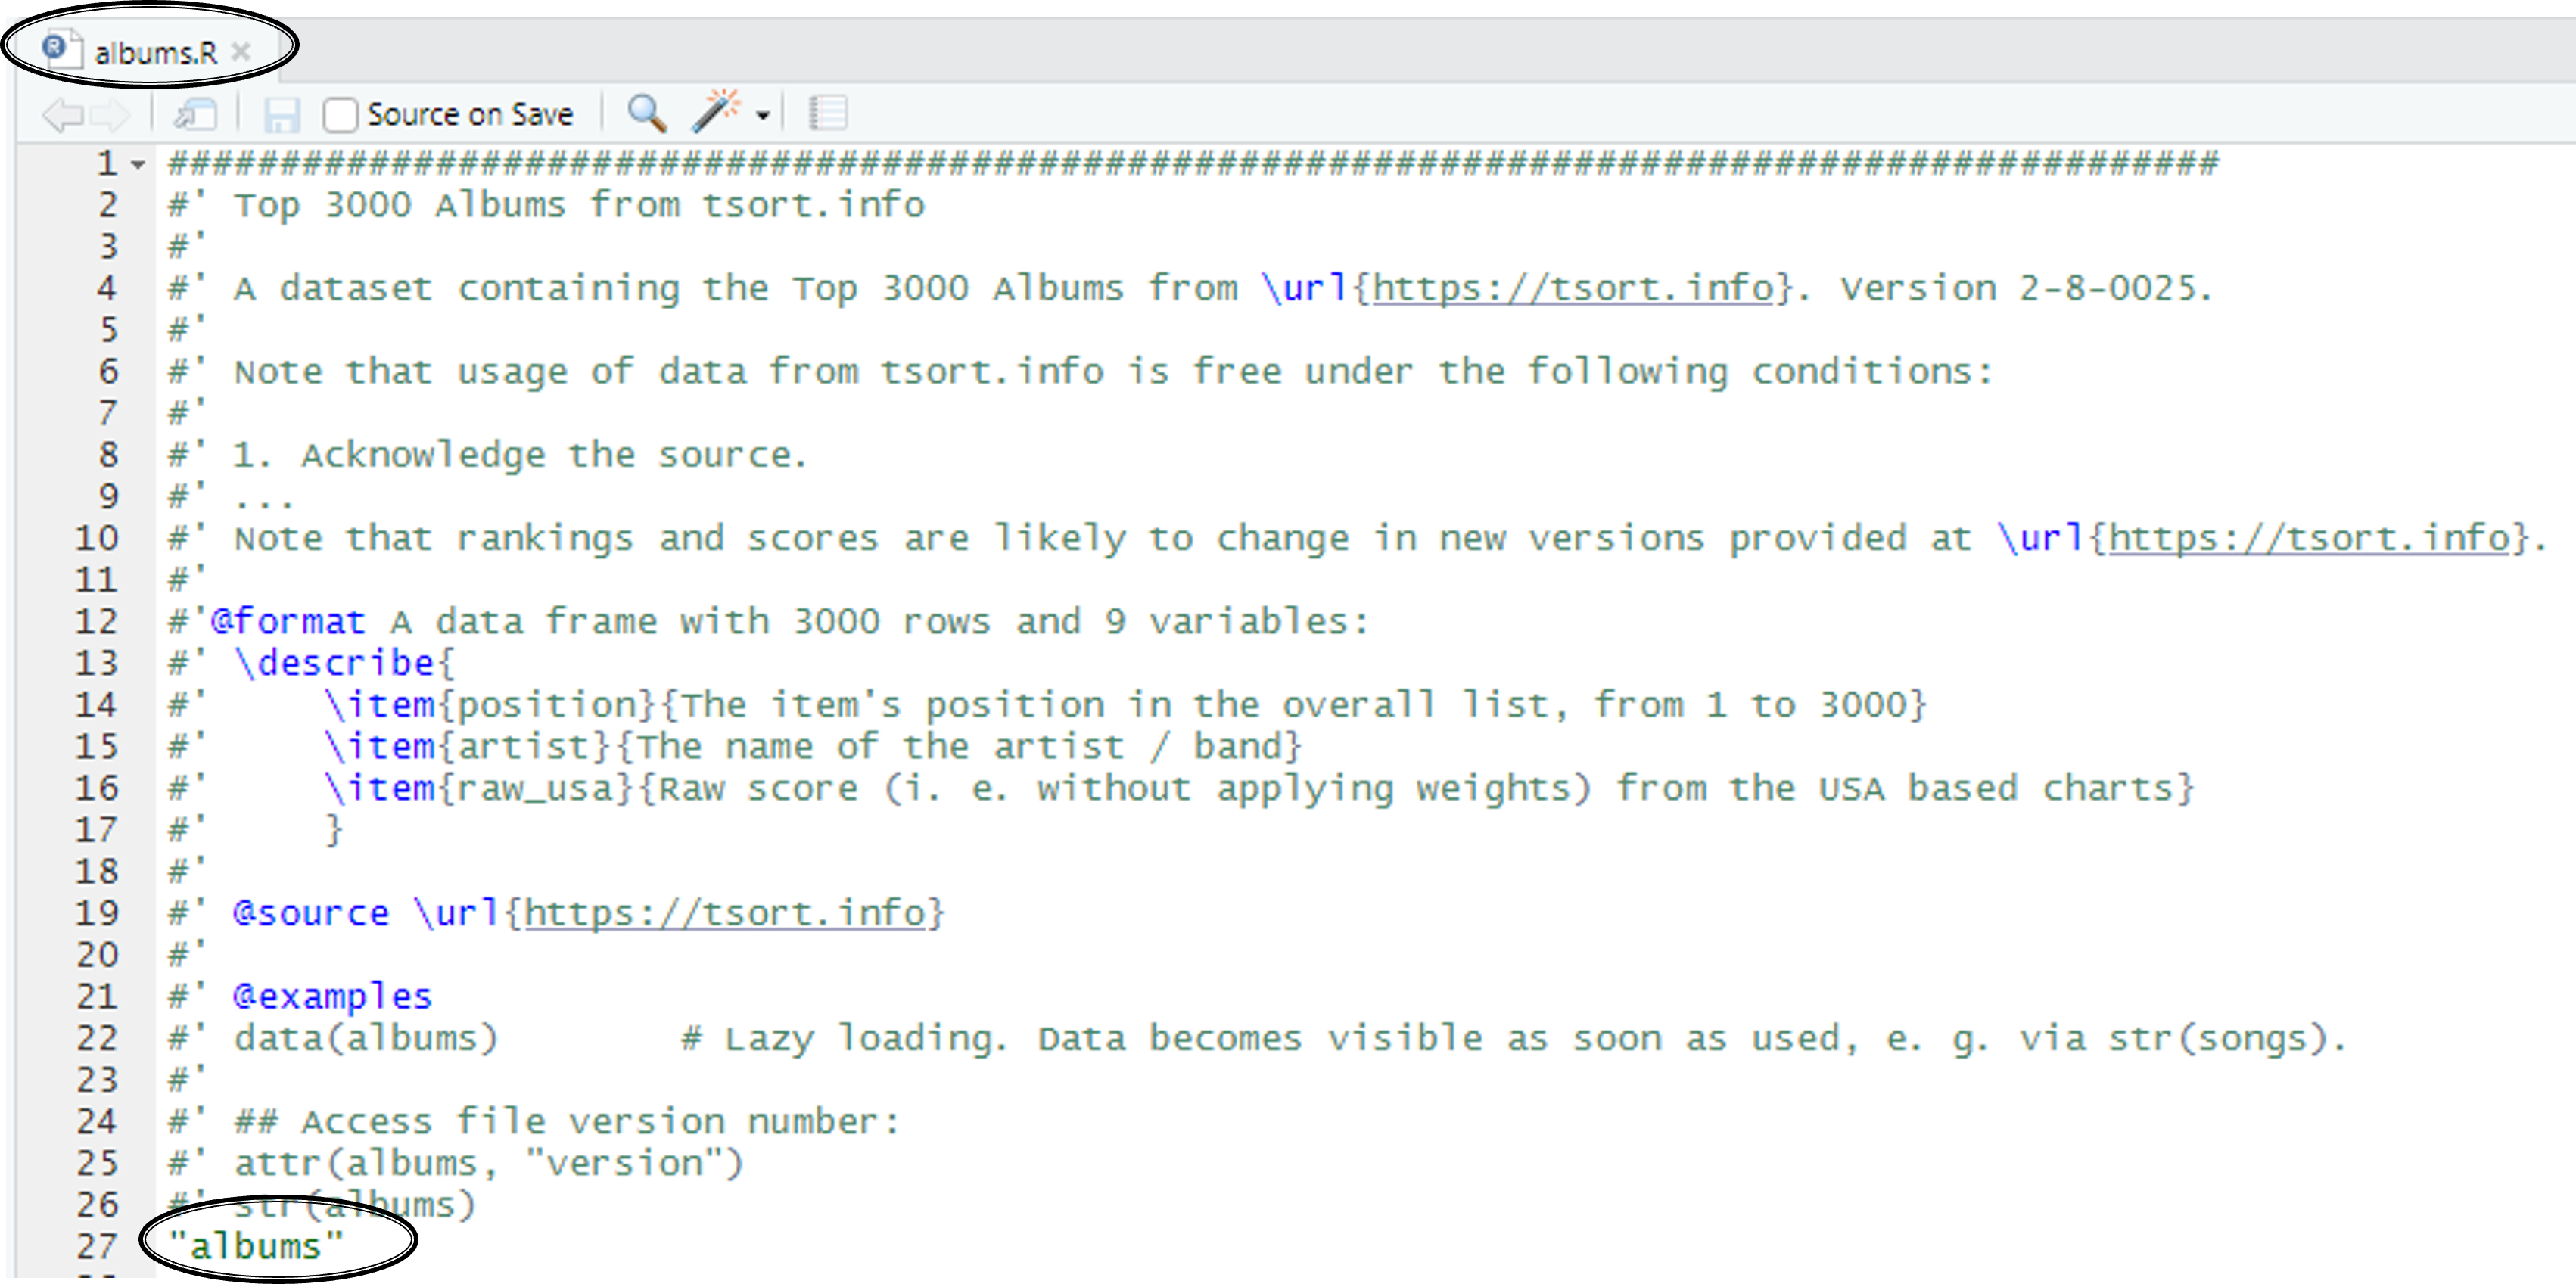 albums.R
Source on Save
1 ############################################################################################
2 #' Top 3000 Albums from tsort.info
3 #'
4 #' A dataset containing the Top 3000 Albums from \url{https://tsort.info}. Version 2-8-0025.
5 #'
6 #' Note that usage of data from tsort.info is free under the following conditions:
7 #'
8 #' 1. Acknowledge the source.
9 #' ...
10 #' Note that rankings and scores are likely to change in new versions provided at \url{https://tsort.info}.
11 #'
12 #'@format A data frame with 3000 rows and 9 variables:
13 #' \describe{
14 #'     \item{position}{The item's position in the overall list, from 1 to 3000}
15 #'     \item{artist}{The name of the artist / band}
16 #'     \item{raw_usa}{Raw score (i. e. without applying weights) from the USA based charts}
17 #'     }
18 #'
19 #' @source \url{https://tsort.info}
20 #'
21 #' @examples
22 #' data(albums)        # Lazy loading. Data becomes visible as soon as used, e. g. via str(songs).
23 #'
24 #' ## Access file version number:
25 #' attr(albums, "version")
26 #' str(albums)
27 "albums"